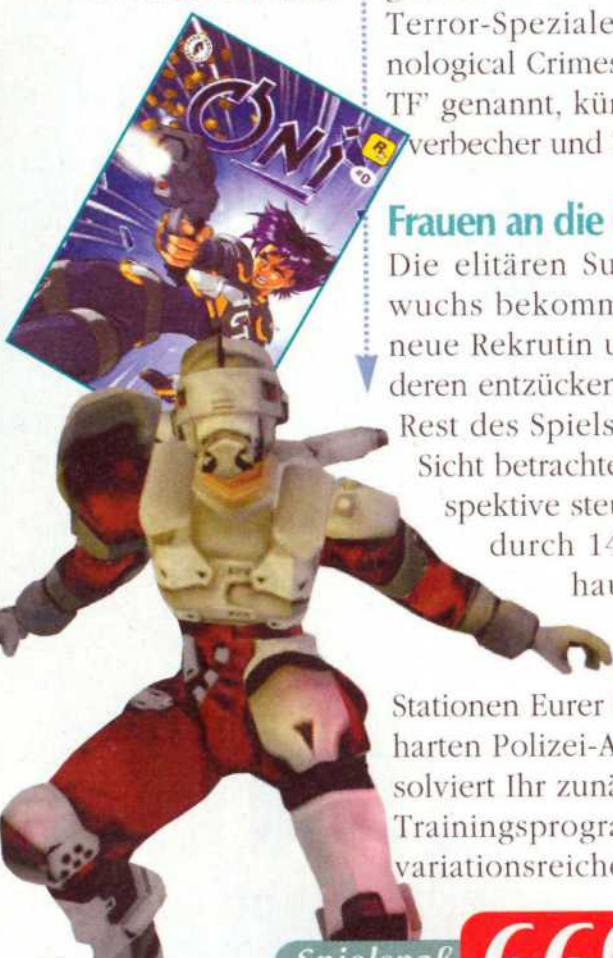 Terror-Speziale
nological Crimes
TF' genannt, kü
verbecher und
ONI
#0
R
Frauen an die
Die elitären Su
wuchs bekomm
neue Rekrutin u
deren entzücken
Rest des Spiels
Sicht betrachte
spektive steu
durch 14
hau
Stationen Eurer
harten Polizei-A
solviert Ihr zunä
Trainingsprogra
variationsreiche
Spielspaß